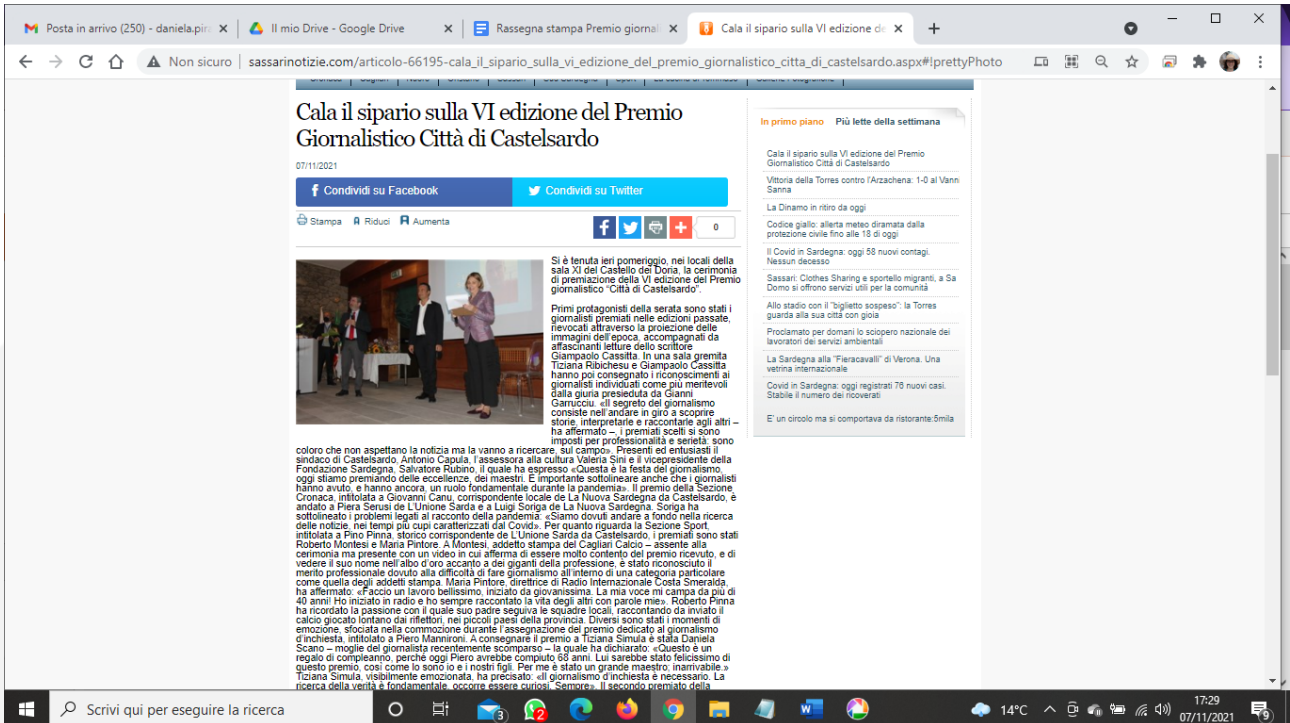 Posta in arrivo (250) - daniela.pira
Il mio Drive - Google Drive
Rassegna stampa Premio giornal
Cala il sipario sulla VI edizione de
Non sicuro | sassarinotizie.com/articolo-66195-cala_il_sipario_sulla_vi_edizione_del_premio_giornalistico_citta_di_castelsardo.aspx#!prettyPhoto
Cala il sipario sulla VI edizione del Premio
Giornalistico Città di Castelsardo
07/11/2021
Condividi su Facebook
Condividi su Twitter
Stampa Riduci Aumenta
0
Si è tenuta ieri pomeriggio, nei locali della
sala XI del Castello dei Doria, la cerimonia
di premiazione della VI edizione del Premio
giornalistico "Città di Castelsardo".
Primi protagonisti della serata sono stati i
giornalisti premiati nelle edizioni passate,
rievocati attraverso la proiezione delle
immagini dell'epoca, accompagnati da
affascinanti letture dello scrittore
Giampaolo Cassitta. In una sala gremita
Tiziana Ribichesu e Giampaolo Cassitta
hanno poi consegnato i riconoscimenti ai
giornalisti individuati come più meritevoli
dalla giuria presieduta da Gianni
Garrucciu. «Il segreto del giornalismo
consiste nell'andare in giro a scoprire
storie, interpretarle e raccontarle agli altri –
ha affermato –, i premiati scelti si sono
imposti per professionalità e serietà: sono
coloro che non aspettano la notizia ma la vanno a ricercare, sul campo». Presenti ed entusiasti il
sindaco di Castelsardo, Antonio Capula, l'assessora alla cultura Valeria Sini e il vicepresidente della
Fondazione Sardegna, Salvatore Rubino, il quale ha espresso «Questa è la festa del giornalismo,
oggi stiamo premiando delle eccellenze, dei maestri. È importante sottolineare anche che i giornalisti
hanno avuto, e hanno ancora, un ruolo fondamentale durante la pandemia». Il premio della Sezione
Cronaca, intitolata a Giovanni Canu, corrispondente locale de La Nuova Sardegna da Castelsardo, è
andato a Piera Serusi de L'Unione Sarda e a Luigi Soriga de La Nuova Sardegna. Soriga ha
sottolineato i problemi legati al racconto della pandemia: «Siamo dovuti andare a fondo nella ricerca
delle notizie, nei tempi più cupi caratterizzati dal Covid». Per quanto riguarda la Sezione Sport,
intitolata a Pino Pinna, storico corrispondente de L'Unione Sarda da Castelsardo, i premiati sono stati
Roberto Montesi e Maria Pintore. A Montesi, addetto stampa del Cagliari Calcio – assente alla
cerimonia ma presente con un video in cui afferma di essere molto contento del premio ricevuto, e di
vedere il suo nome nell'albo d'oro accanto a dei giganti della professione, è stato riconosciuto il
merito professionale dovuto alla difficoltà di fare giornalismo all'interno di una categoria particolare
come quella degli addetti stampa. Maria Pintore, direttrice di Radio Internazionale Costa Smeralda,
ha affermato: «Faccio un lavoro bellissimo, iniziato da giovanissima. La mia voce mi campa da più di
40 anni! Ho iniziato in radio e ho sempre raccontato la vita degli altri con parole mie». Roberto Pinna
ha ricordato la passione con il quale suo padre seguiva le squadre locali, raccontando da inviato il
calcio giocato lontano dai riflettori, nei piccoli paesi della provincia. Diversi sono stati i momenti di
emozione, sfociata nella commozione durante l'assegnazione del premio dedicato al giornalismo
d'inchiesta, intitolato a Piero Mannironi. A consegnare il premio a Tiziana Simula è stata Daniela
Scano – moglie del giornalista recentemente scomparso – la quale ha dichiarato: «Questo è un
regalo di compleanno, perché oggi Piero avrebbe compiuto 68 anni. Lui sarebbe stato felicissimo di
questo premio, così come lo sono io e i nostri figli. Per me è stato un grande maestro: inarrivabile.»
Tiziana Simula, visibilmente emozionata, ha precisato: «Il giornalismo d'inchiesta è necessario. La
ricerca della verità è fondamentale, occorre essere curiosi. Sempre». Il secondo premiato della
In primo piano Più lette della settimana
Cala il sipario sulla VI edizione del Premio
Giornalistico Città di Castelsardo
Vittoria della Torres contro l'Arzachena: 1-0 al Vanni
Sanna
La Dinamo in ritiro da oggi
Codice giallo: allerta meteo diramata dalla
protezione civile fino alle 18 di oggi
Il Covid in Sardegna: oggi 58 nuovi contagi.
Nessun decesso
Sassari: Clothes Sharing e sportello migranti, a Sa
Domo si offrono servizi utili per la comunità
Allo stadio con il "biglietto sospeso": la Torres
guarda alla sua città con gioia
Proclamato per domani lo sciopero nazionale dei
lavoratori dei servizi ambientali
La Sardegna alla "Fieracavalli" di Verona. Una
vetrina internazionale
Covid in Sardegna: oggi registrati 76 nuovi casi.
Stabile il numero dei ricoverati
E' un circolo ma si comportava da ristorante:5mila
Scrivi qui per eseguire la ricerca
14°C
17:29
07/11/2021